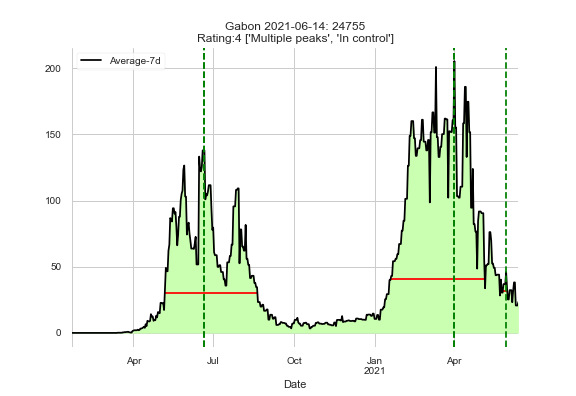 Gabon 2021-06-14: 24755
Rating:4 ['Multiple peaks', 'In control']
Average-7d
200
150
100
50
0
Apr
Jul
Oct
Jan
2021
Apr
Date